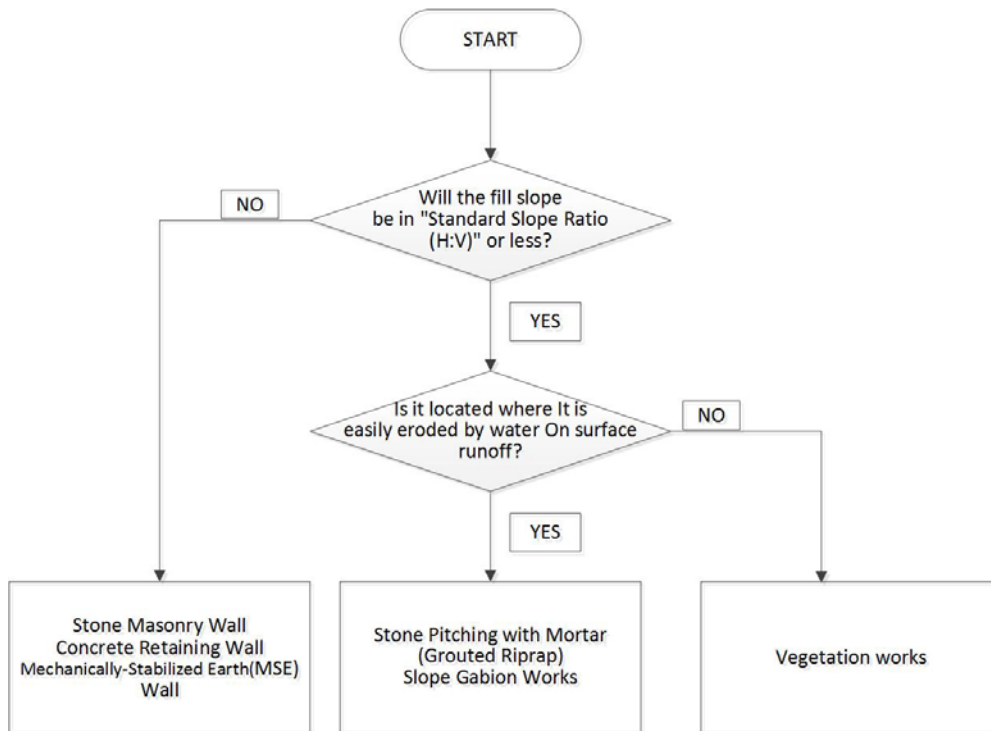 START
Will the fill slope
be in "Standard Slope Ratio
(H:V)" or less?
NO
YES
Is it located where It is
easily eroded by water On surface
runoff?
NO
YES
Stone Masonry Wall
Concrete Retaining Wall
Mechanically-Stabilized Earth(MSE)
Wall
Stone Pitching with Mortar
(Grouted Riprap)
Slope Gabion Works
Vegetation works